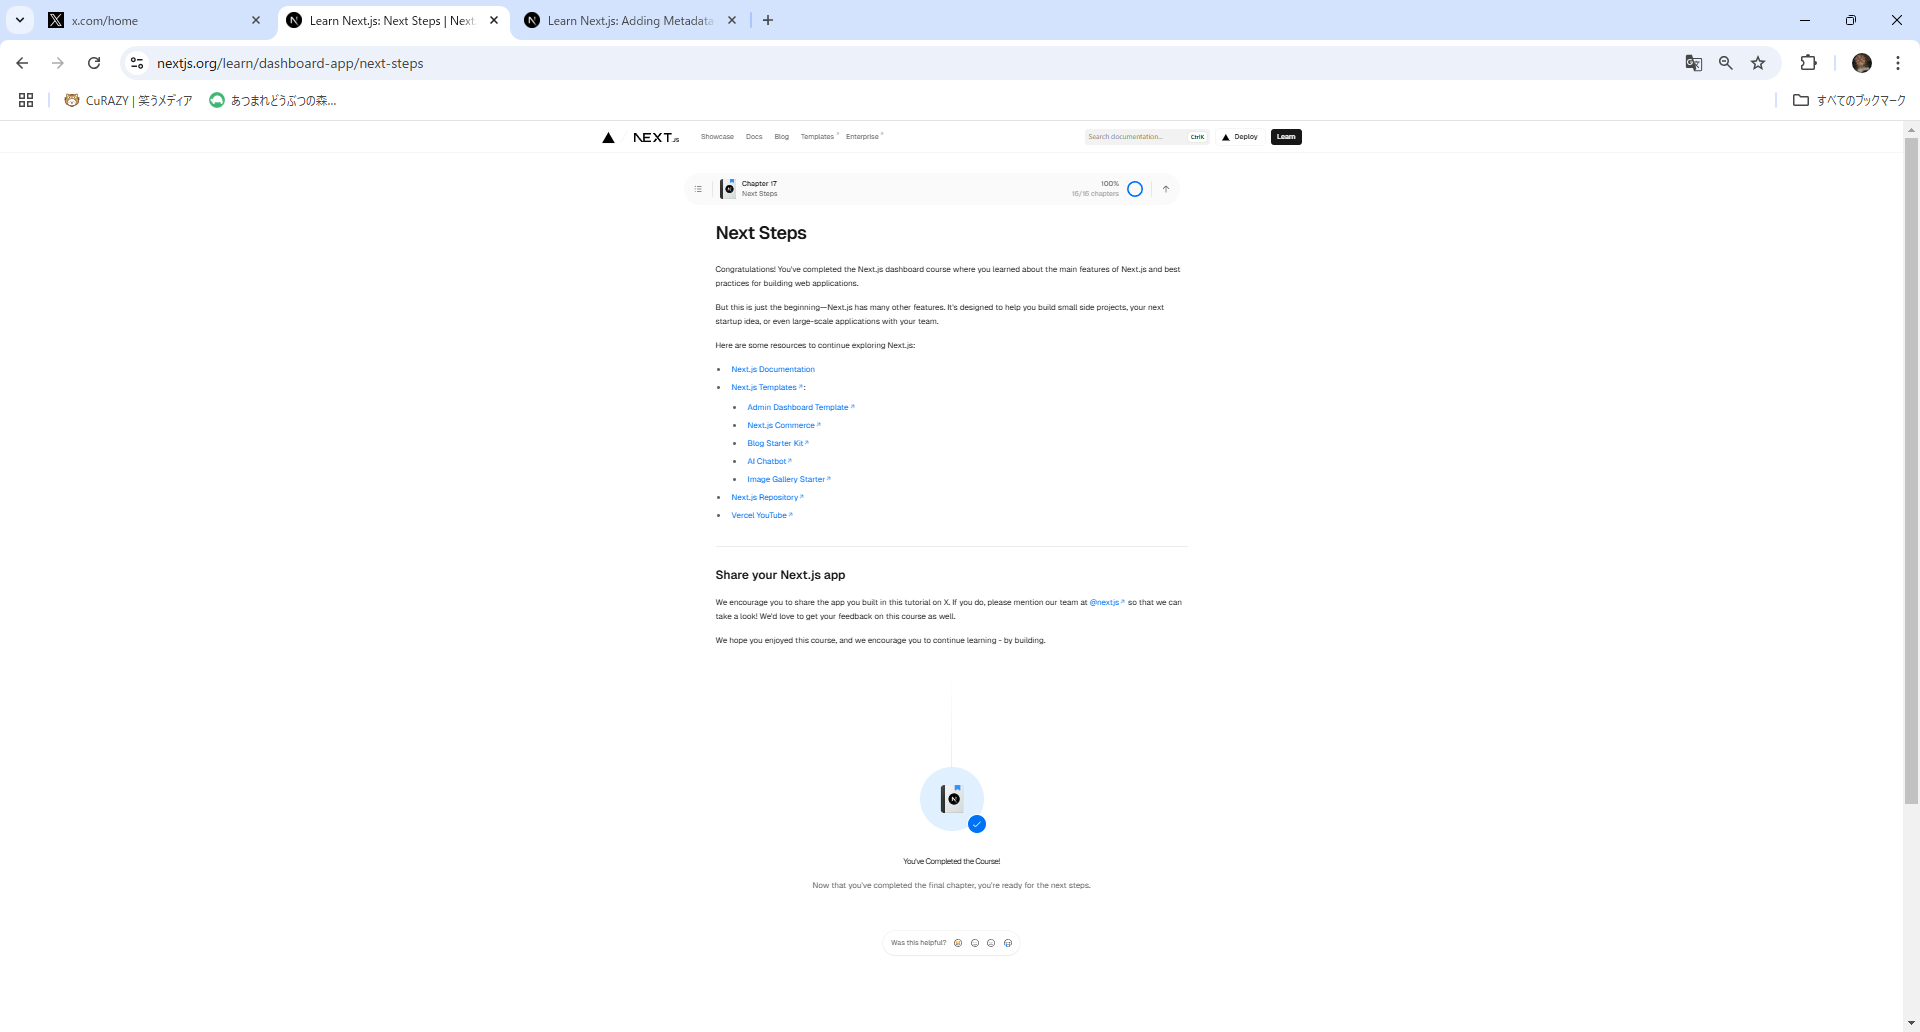 x.com/home
Learn Next.js: Next Steps | Next.
Learn Next.js: Adding Metadata
nextjs.org/learn/dashboard-app/next-steps
CuRAZY | 笑うメディア
あつまれどうぶつの森...
すべてのブックマーク
NEXT.JS
Showcase
Docs
Blog
Templates
Enterprise
Search documentation...
CtrlK
Deploy
Learn
Chapter 17
Next Steps
100%
16/16 chapters
Next Steps
Congratulations! You've completed the Next.js dashboard course where you learned about the main features of Next.js and best
practices for building web applications.
But this is just the beginning—Next.js has many other features. It's designed to help you build small side projects, your next
startup idea, or even large-scale applications with your team.
Here are some resources to continue exploring Next.js:
Next.js Documentation
Next.js Templates↗:
Admin Dashboard Template↗
Next.js Commerce↗
Blog Starter Kit↗
AI Chatbot↗
Image Gallery Starter↗
Next.js Repository↗
Vercel YouTube↗
Share your Next.js app
We encourage you to share the app you built in this tutorial on X. If you do, please mention our team at @nextjs↗ so that we can
take a look! We'd love to get your feedback on this course as well.
We hope you enjoyed this course, and we encourage you to continue learning - by building.
You've Completed the Course!
Now that you've completed the final chapter, you're ready for the next steps.
Was this helpful?